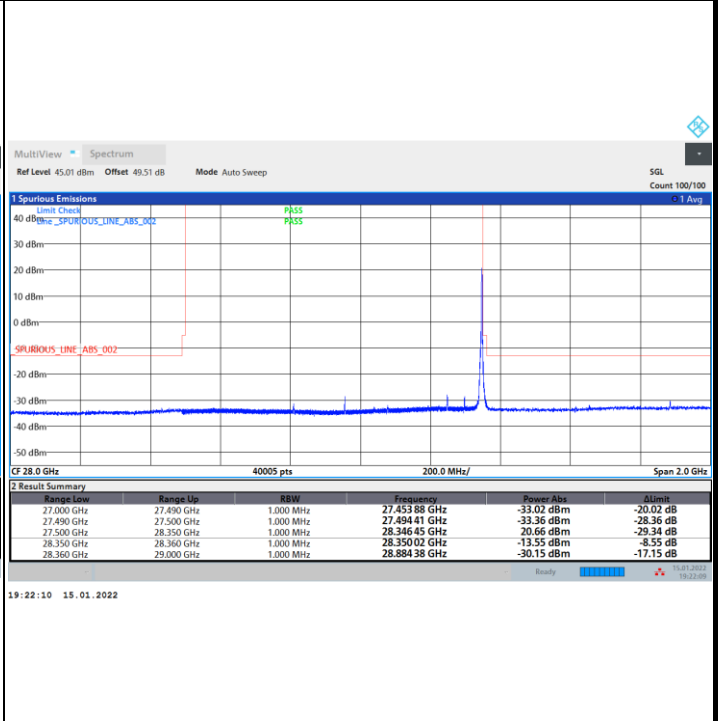 MultiView Spectrum
Ref Level 45.01 dBm Offset 49.51 dB Mode Auto Sweep SGL
Count 100/100
1 Spurious Emissions 1 Avg
Limit Check PASS
Line _SPURIOUS_LINE_ABS_002 PASS
40 dBm
30 dBm
20 dBm
10 dBm
0 dBm
_SPURIOUS_LINE_ABS_002
-20 dBm
-30 dBm
-40 dBm
-50 dBm
CF 28.0 GHz 40005 pts 200.0 MHz/ Span 2.0 GHz
2 Result Summary
Range Low Range Up RBW Frequency Power Abs ΔLimit
27.000 GHz 27.490 GHz 1.000 MHz 27.453 88 GHz -33.02 dBm -20.02 dB
27.490 GHz 27.500 GHz 1.000 MHz 27.494 41 GHz -33.36 dBm -28.36 dB
27.500 GHz 28.350 GHz 1.000 MHz 28.346 45 GHz 20.66 dBm -29.34 dB
28.350 GHz 28.360 GHz 1.000 MHz 28.350 02 GHz -13.55 dBm -8.55 dB
28.360 GHz 29.000 GHz 1.000 MHz 28.884 38 GHz -30.15 dBm -17.15 dB
Ready 15.01.2022
19:22:09
19:22:10 15.01.2022